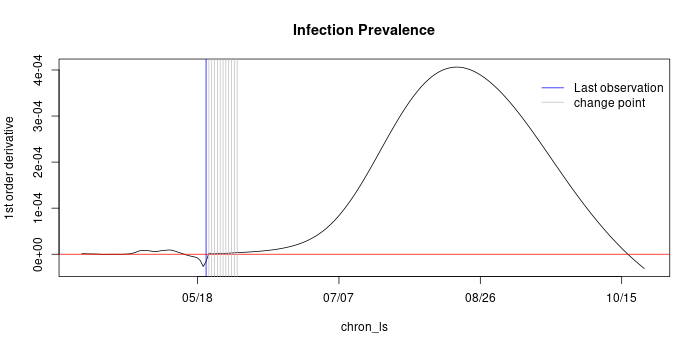 Infection Prevalence
1st order derivative
4e-04
3e-04
2e-04
1e-04
0e+00
Last observation
change point
05/18 07/07 08/26 10/15
chron_ls